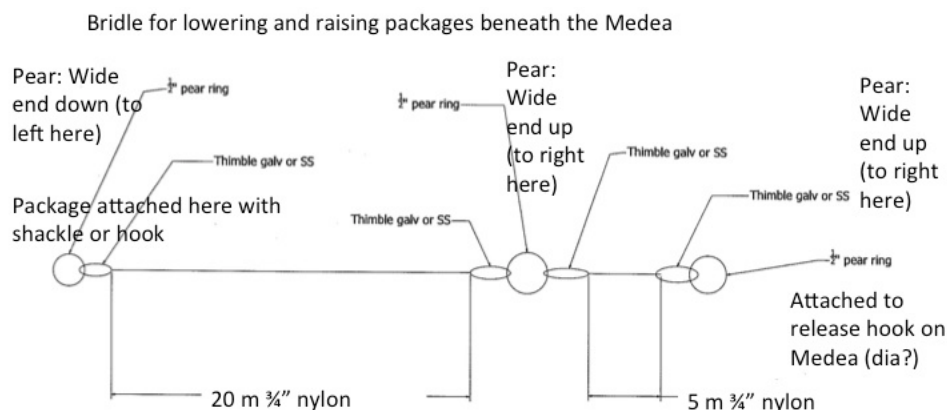 Bridle for lowering and raising packages beneath the Medea
Pear: Wide
end down (to
left here)
½" pear ring
Thimble galv or SS
Package attached here with
shackle or hook
½" pear ring
Pear:
Wide
end up
(to right
here)
Thimble galv or SS
Thimble galv or SS
Pear:
Wide
end up
(to right
here)
Thimble galv or SS
½" pear ring
Attached to
release hook on
Medea (dia?)
20 m ¾” nylon
5 m ¾” nylon